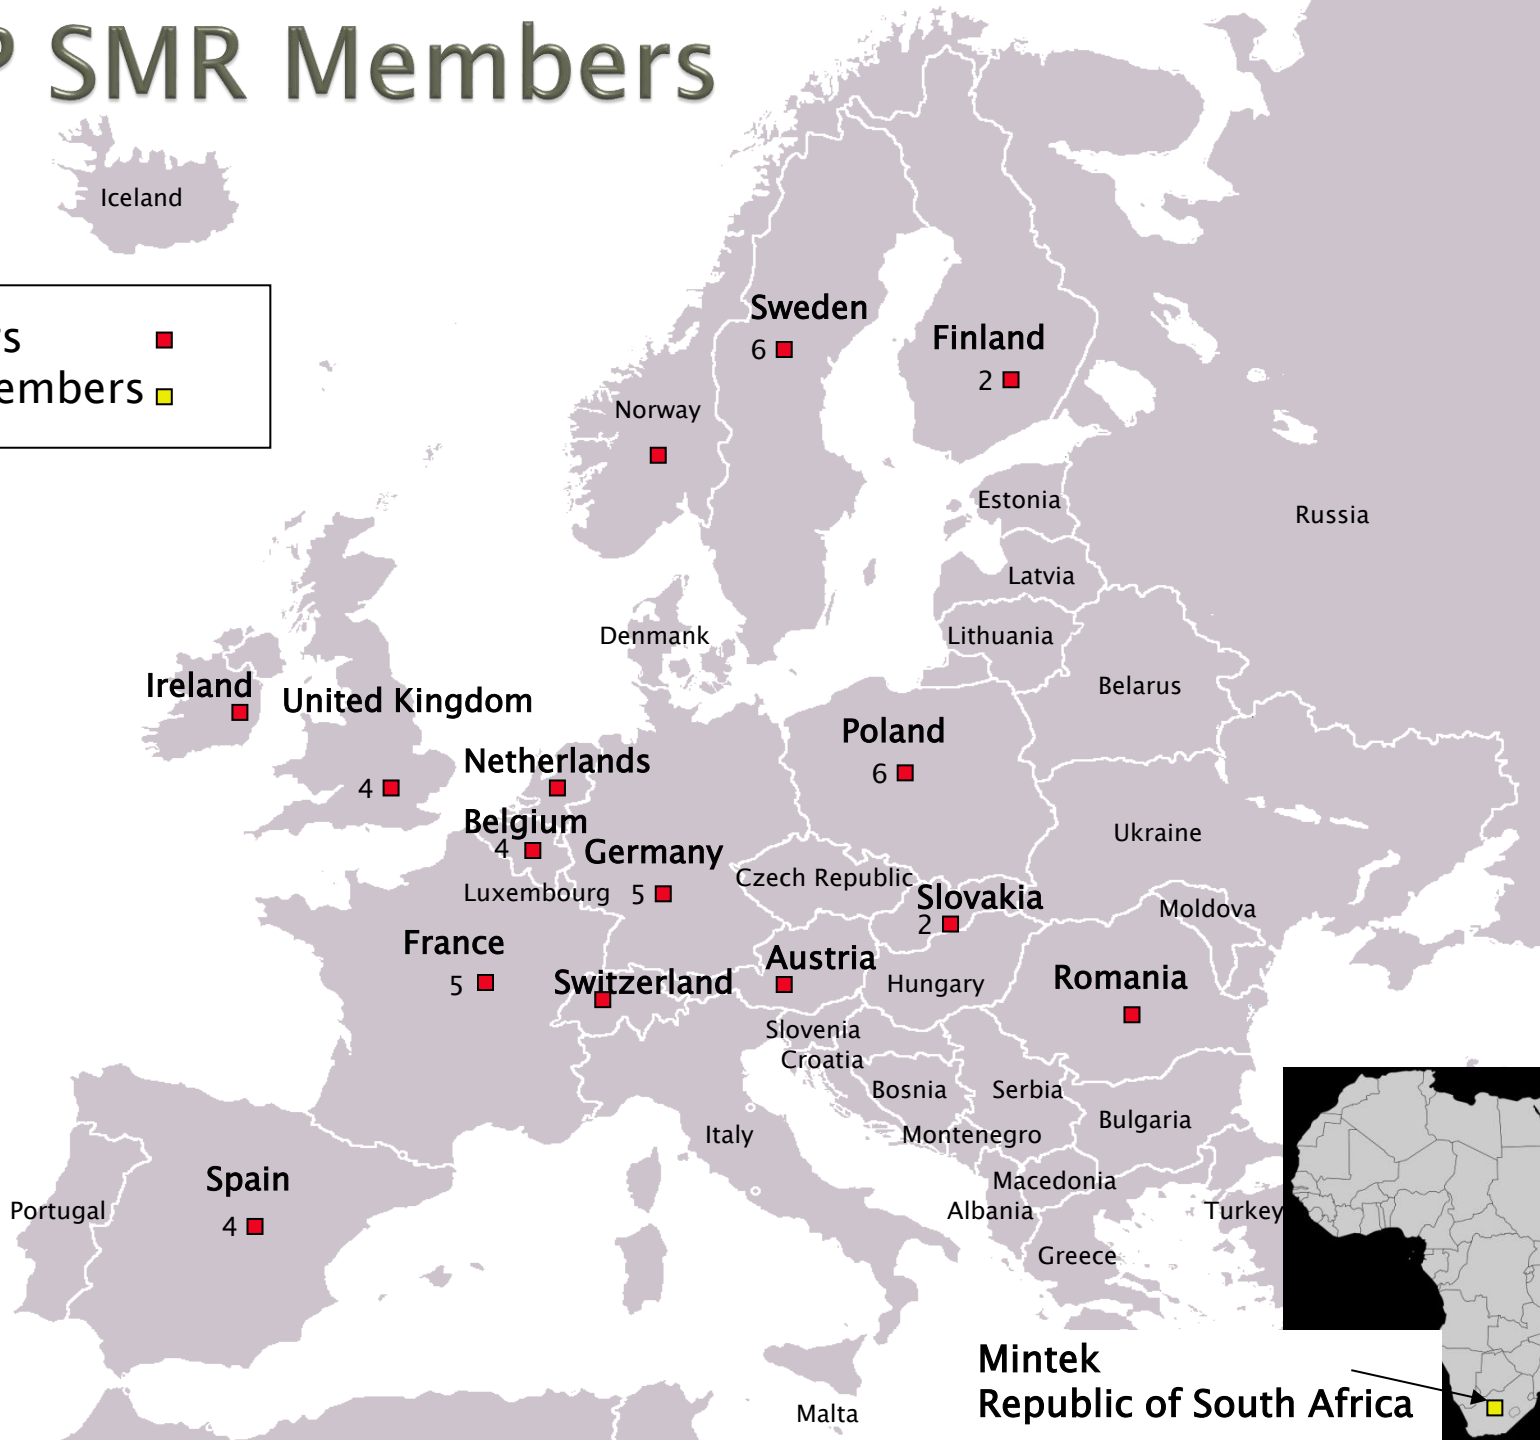 P SMR Members
Iceland
s
embers
Sweden
6
Finland
2
Norway
Estonia
Russia
Latvia
Denmank
Lithuania
Ireland
United Kingdom
Belarus
Poland
6
Netherlands
4
Belgium
4
Germany
5
Ukraine
Czech Republic
Luxembourg
Slovakia
2
Moldova
France
5
Switzerland
Austria
Hungary
Romania
Slovenia
Croatia
Bosnia
Serbia
Bulgaria
Montenegro
Italy
Macedonia
Spain
4
Portugal
Albania
Turkey
Greece
Mintek
Republic of South Africa
Malta